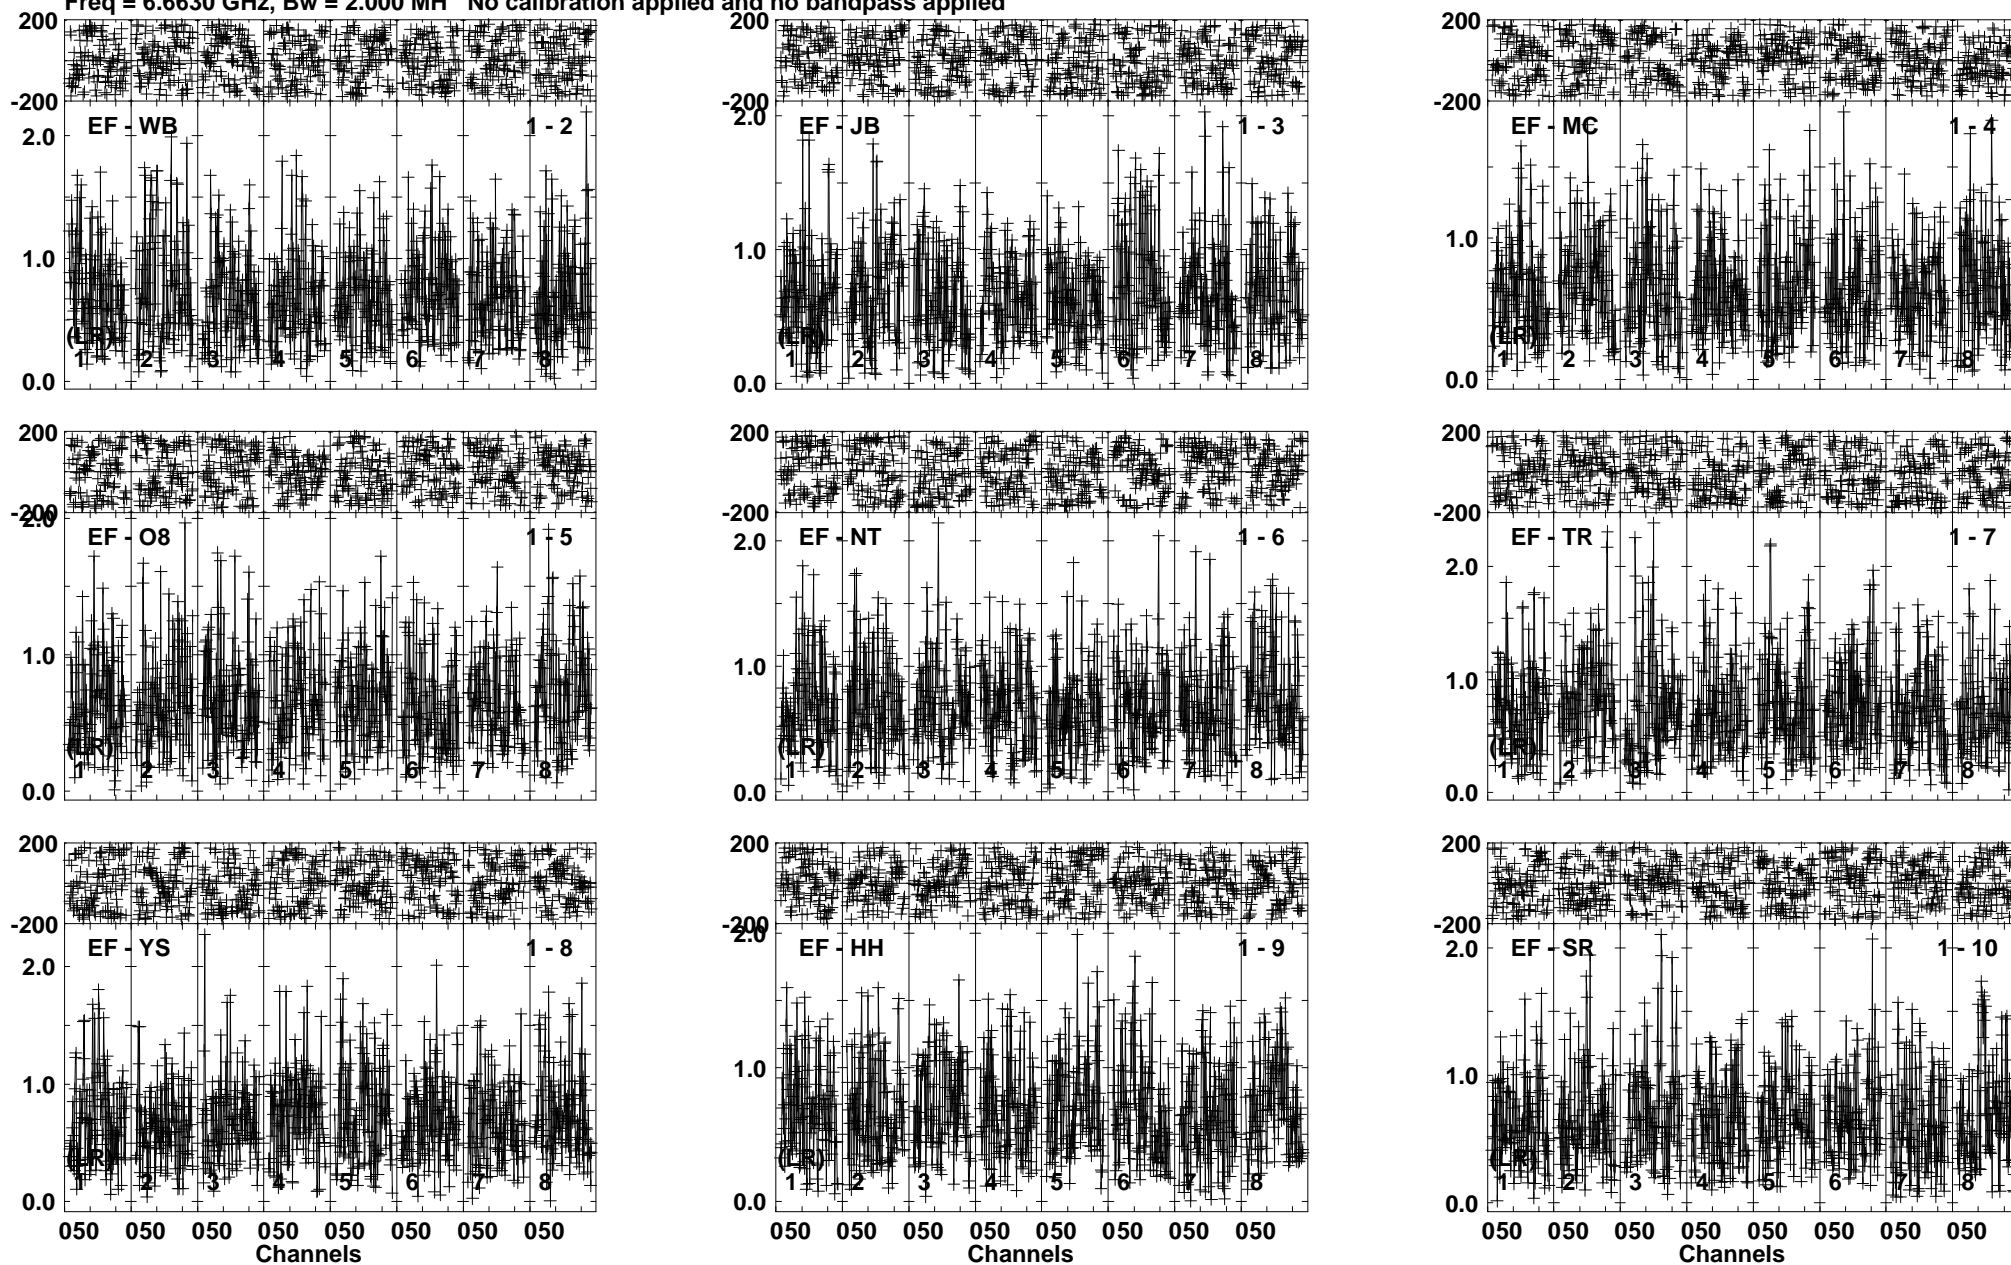 Freq = 6.6630 GHz, Bw = 2.000 MH No calibration applied and no bandpass applied
200 200 200
-200 -200 -200
EF - WB 1 - 2 EF - JB 1 - 3 EF - MC 1 - 4
2.0 2.0
1.0 1.0 1.0
(LR) (LR) (LR)
1 2 3 4 5 6 7 8 1 2 3 4 5 6 7 8 1 2 3 4 5 6 7 8
0.0 0.0 0.0
200 200 200
-200 -200 -200
2.0
EF - O8 1 - 5 EF - NT 1 - 6 EF - TR 1 - 7
2.0 2.0
1.0 1.0 1.0
(LR) (LR) (LR)
1 2 3 4 5 6 7 8 1 2 3 4 5 6 7 8 1 2 3 4 5 6 7 8
0.0 0.0 0.0
200 200 200
-200 -200 -200
2.0
EF - YS 1 - 8 EF - HH 1 - 9 EF - SR 1 - 10
2.0 2.0
1.0 1.0 1.0
(LR) (LR) (LR)
1 2 3 4 5 6 7 8 1 2 3 4 5 6 7 8 1 2 3 4 5 6 7 8
0.0 0.0 0.0
050 050 050 050 050 050 050 050 050 050 050 050 050 050 050 050 050 050 050 050 050 050 050 050
Channels Channels Channels